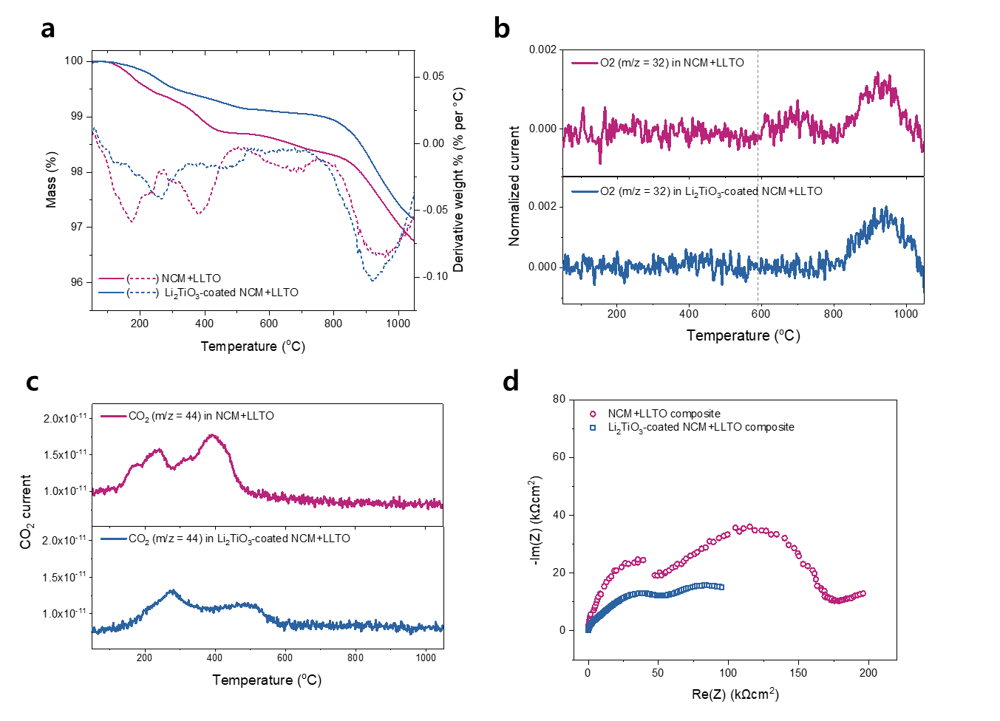 a
100
99
98
97
96
Mass (%)
0.05
0.00
-0.05
-0.10
Derivative weight % (% per °C)
(-----) NCM+LLTO
(-----) Li2TiO3-coated NCM+LLTO
200 400 600 800 1000
Temperature (oC)
b
0.002
0.000
O2 (m/z = 32) in NCM+LLTO
0.002
0.000
O2 (m/z = 32) in Li2TiO3-coated NCM+LLTO
Normalized current
200 400 600 800 1000
Temperature (oC)
c
2.0x10-11
1.5x10-11
1.0x10-11
CO2 (m/z = 44) in NCM+LLTO
2.0x10-11
1.5x10-11
1.0x10-11
CO2 (m/z = 44) in Li2TiO3-coated NCM+LLTO
CO2 current
200 400 600 800 1000
Temperature (oC)
d
80
60
40
20
0
-Im(Z) (kΩcm2)
NCM+LLTO composite
Li2TiO3-coated NCM+LLTO composite
0 50 100 150 200
Re(Z) (kΩcm2)